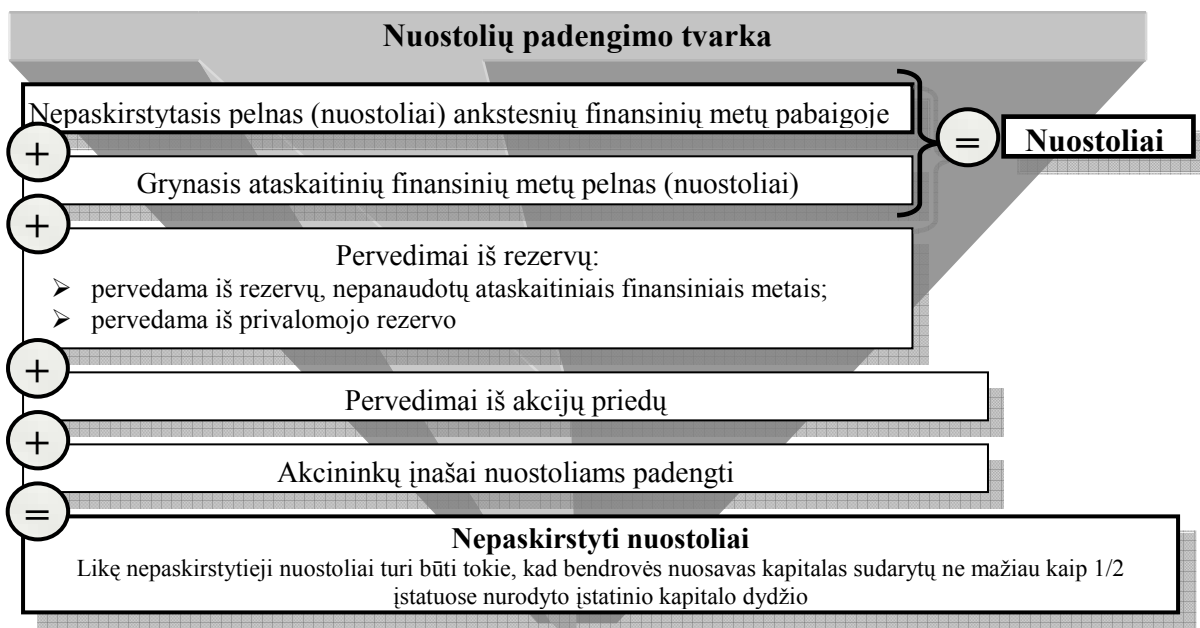 Nuostolių padengimo tvarka
Nepaskirstytasis pelnas (nuostoliai) ankstesnių finansinių metų pabaigoje
= Nuostoliai
+
Grynasis ataskaitinių finansinių metų pelnas (nuostoliai)
+
Pervedimai iš rezervų:
➢ pervedama iš rezervų, nepanaudotų ataskaitiniais finansiniais metais;
➢ pervedama iš privalomojo rezervo
+
Pervedimai iš akcijų priedų
+
Akcininkų įnašai nuostoliams padengti
=
Nepaskirstyti nuostoliai
Likę nepaskirstytieji nuostoliai turi būti tokie, kad bendrovės nuosavas kapitalas sudarytų ne mažiau kaip 1/2
įstatuose nurodyto įstatinio kapitalo dydžio